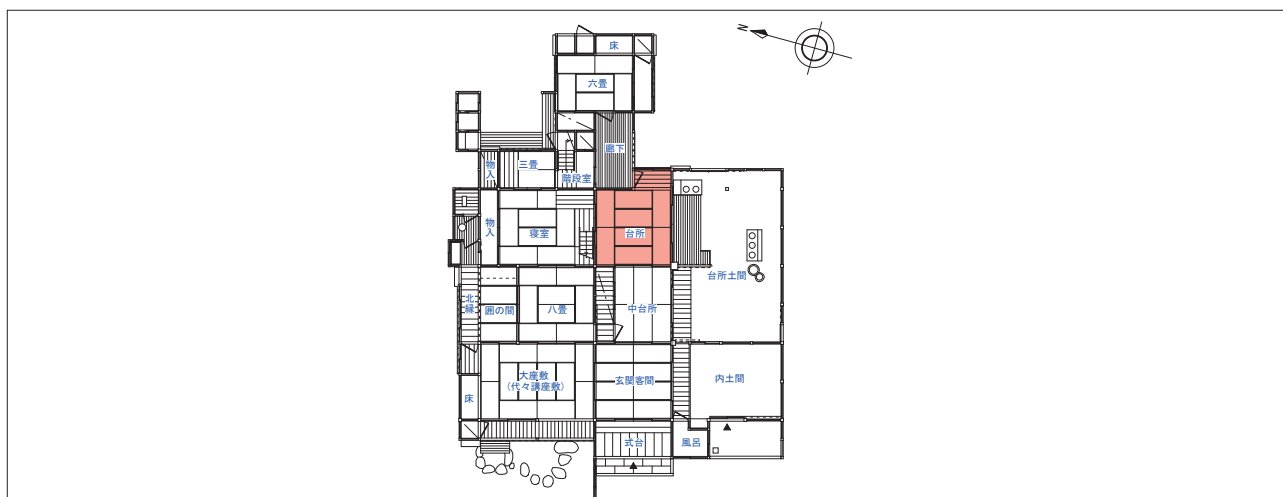 N
床
六畳
廊下
物入
三畳
階段室
物入
寝室
台所
台所土間
北縁
囲の間
八畳
中台所
大座敷
(代々講座敷)
玄関客間
内土間
床
式台
風呂